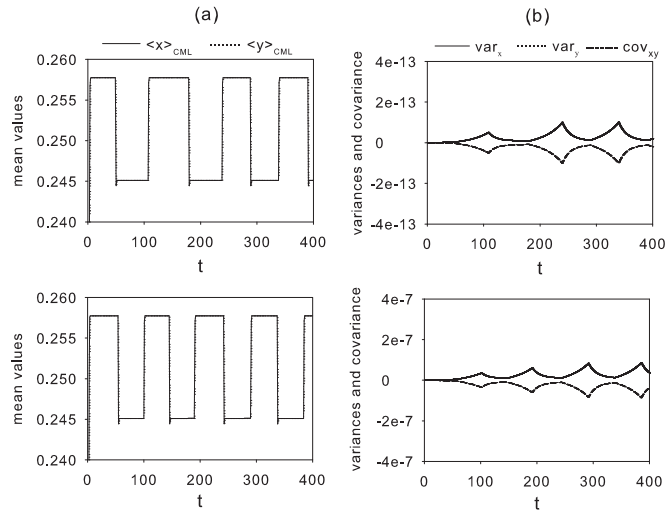 (a)
<x>CML <y>CML
mean values
0.260
0.255
0.250
0.245
0.240
0 100 200 300 400
t
(b)
varx vary covxy
variances and covariance
4e-13
2e-13
0
-2e-13
-4e-13
0 100 200 300 400
t
mean values
0.260
0.255
0.250
0.245
0.240
0 100 200 300 400
t
variances and covariance
4e-7
2e-7
0
-2e-7
-4e-7
0 100 200 300 400
t